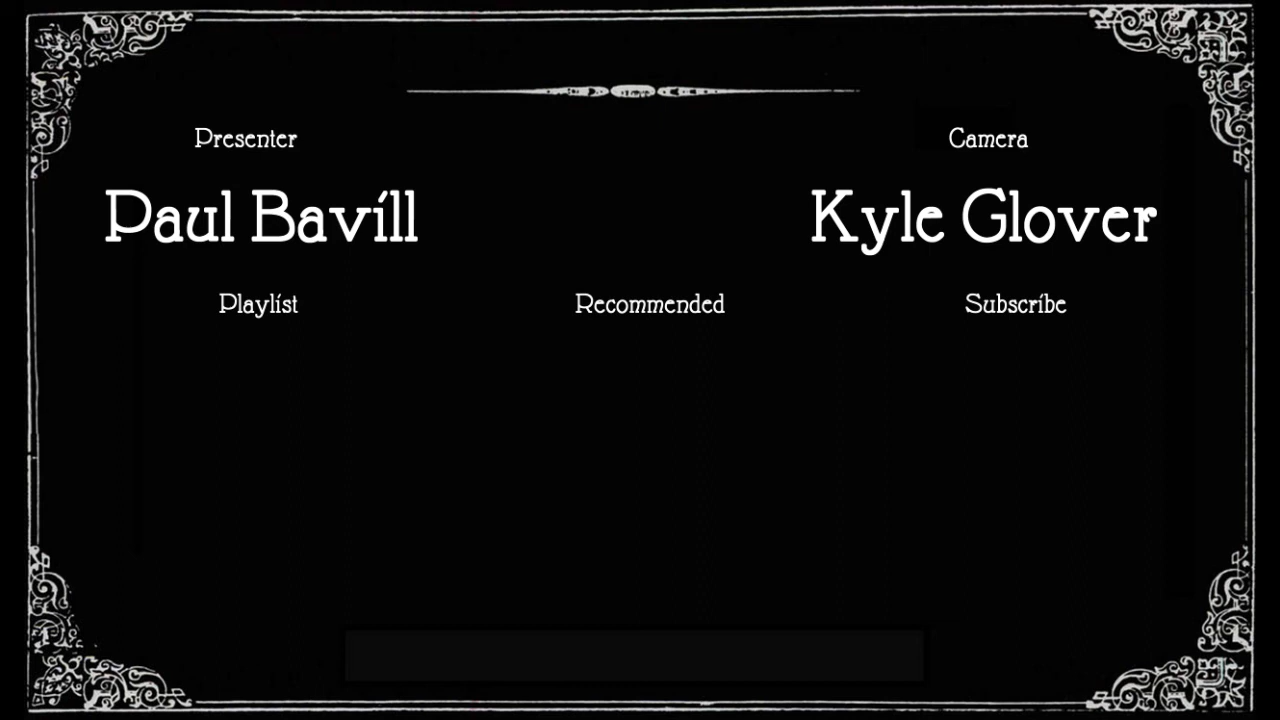 Presenter
Camera
Paul Bavill
Kyle Glover
Playlist
Recommended
Subscribe